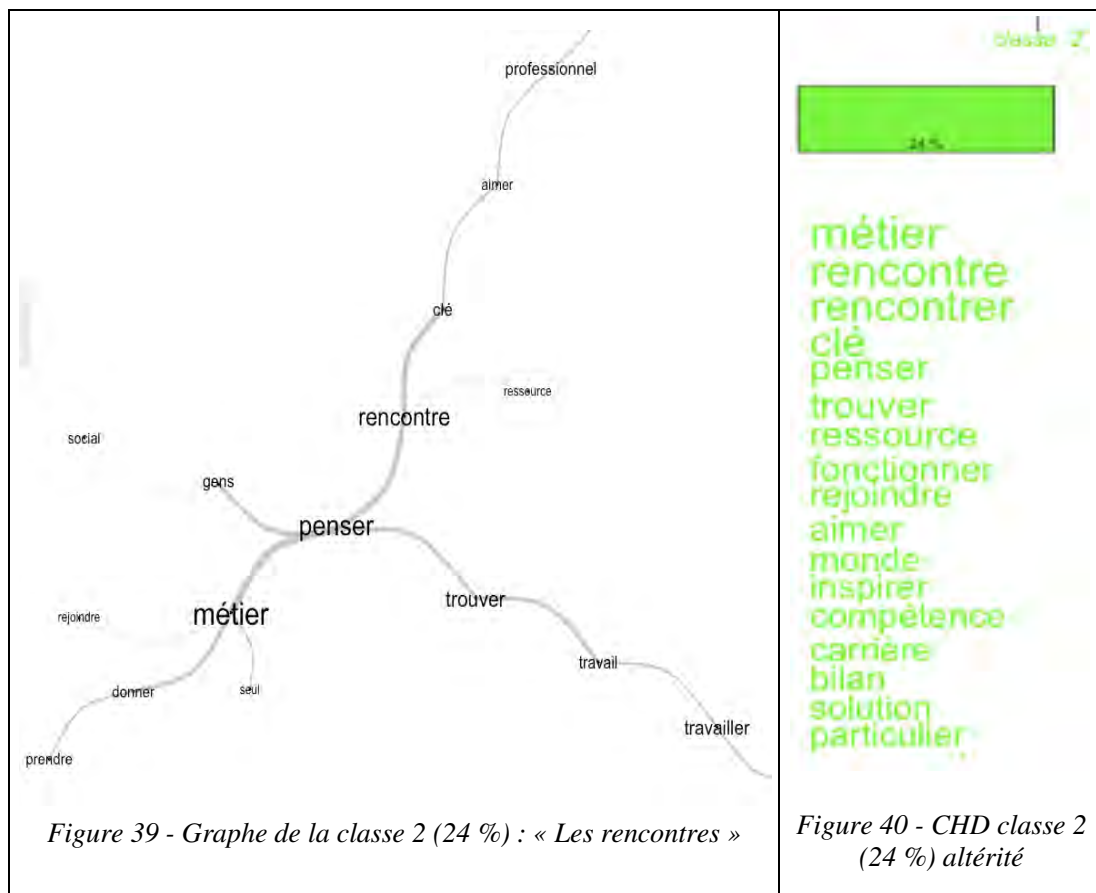 professionnel
aimer
clé
ressource
rencontre
social
gens
penser
métier
trouver
rejoindre
travail
donner
seul
travailler
prendre
Figure 39 - Graphe de la classe 2 (24 %) : « Les rencontres »
classe 2
24 %
métier
rencontre
rencontrer
clé
penser
trouver
ressource
fonctionner
rejoindre
aimer
monde
inspirer
compétence
carrière
bilan
solution
particulier
Figure 40 - CHD classe 2
(24 %) altérité